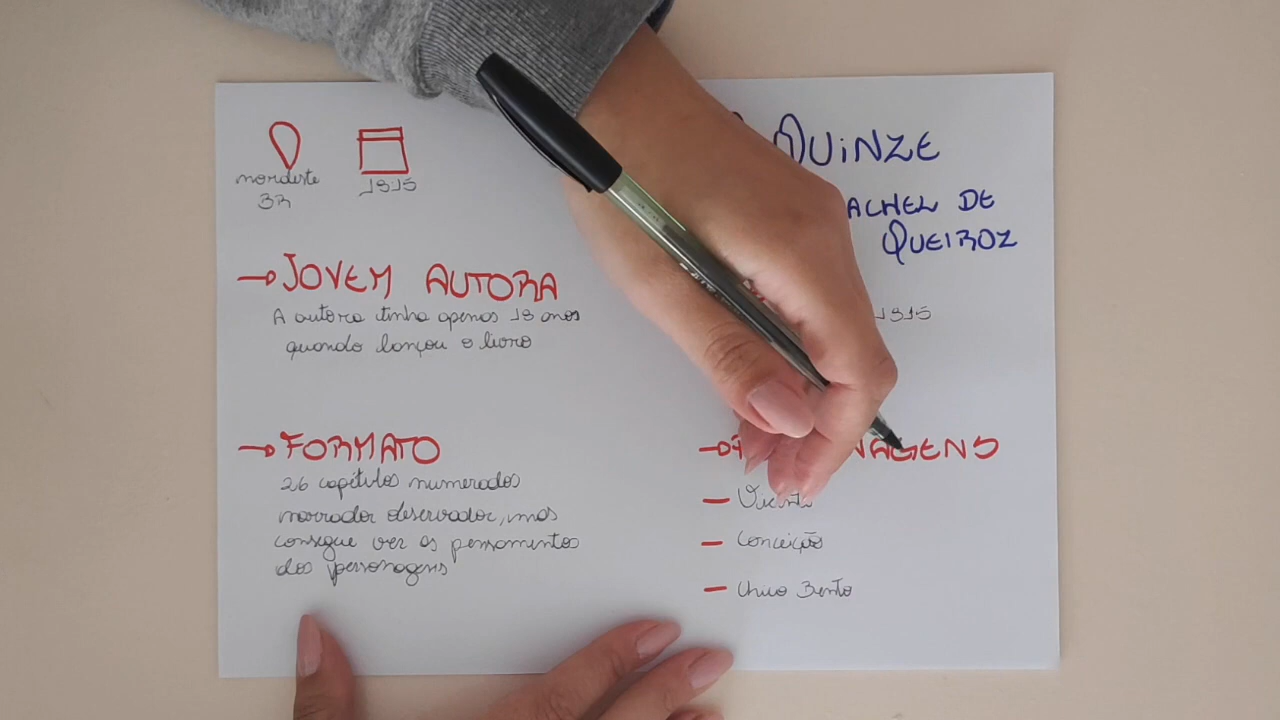 nordeste
BR
1915
QUINZE
ACHEL DE
QUEIROZ
→ JOVEM AUTORA
A autora tinha apenas 19 anos
quando lançou o livro
1915
→ FORMATO
26 capítulos numerados
narrador observador, mas
consegue ver os pensamentos
dos personagens
NAGENS
- Vicente
- Conceição
- Chico Bento